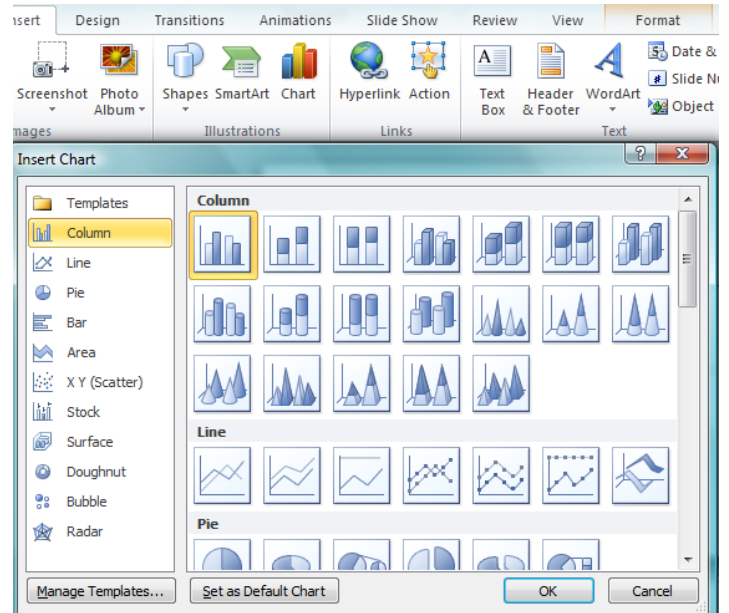 nsert Design Transitions Animations Slide Show Review View Format
Screenshot Photo Album Shapes SmartArt Chart Hyperlink Action Text Box Header & Footer WordArt Date &
# Slide Nu
Object
mages Illustrations Links Text
Insert Chart
Templates
Column
Line
Pie
Bar
Area
X Y (Scatter)
Stock
Surface
Doughnut
Bubble
Radar
Column
Line
Pie
Manage Templates... Set as Default Chart OK Cancel